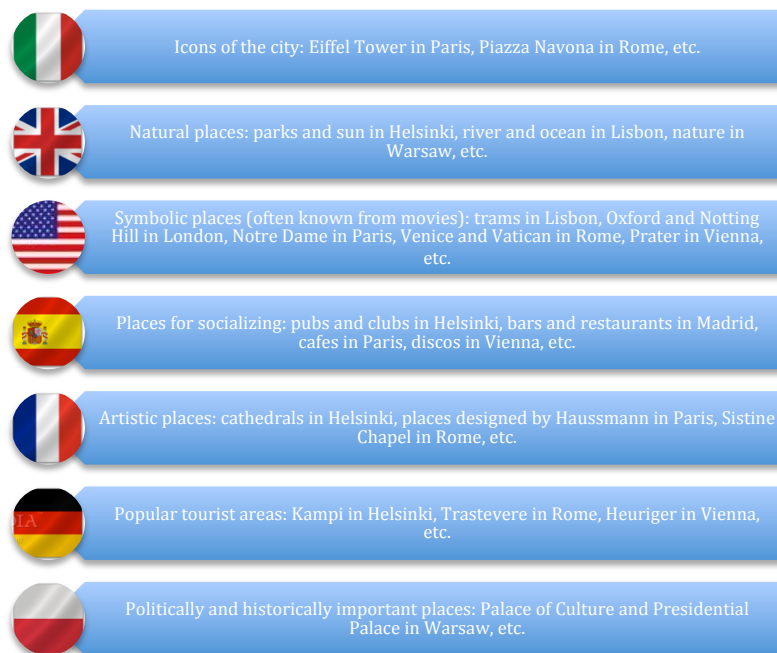 Icons of the city: Eiffel Tower in Paris, Piazza Navona in Rome, etc.
Natural places: parks and sun in Helsinki, river and ocean in Lisbon, nature in
Warsaw, etc.
Symbolic places (often known from movies): trams in Lisbon, Oxford and Notting
Hill in London, Notre Dame in Paris, Venice and Vatican in Rome, Prater in Vienna,
etc.
Places for socializing: pubs and clubs in Helsinki, bars and restaurants in Madrid,
cafes in Paris, discos in Vienna, etc.
Artistic places: cathedrals in Helsinki, places designed by Haussmann in Paris, Sistine
Chapel in Rome, etc.
Popular tourist areas: Kampi in Helsinki, Trastevere in Rome, Heuriger in Vienna,
etc.
Politically and historically important places: Palace of Culture and Presidential
Palace in Warsaw, etc.